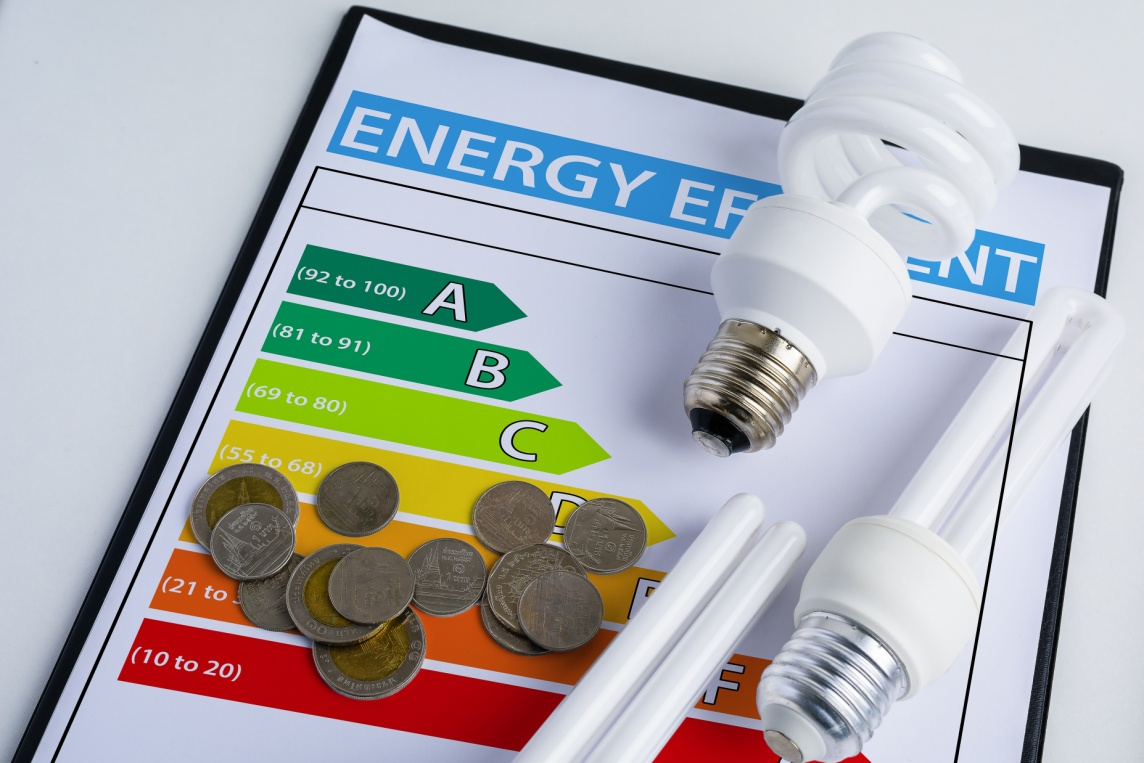 ENERGY EF ENT
(92 to 100) A
(81 to 91) B
(69 to 80) C
(55 to 68) D
(21 to F
(10 to 20)